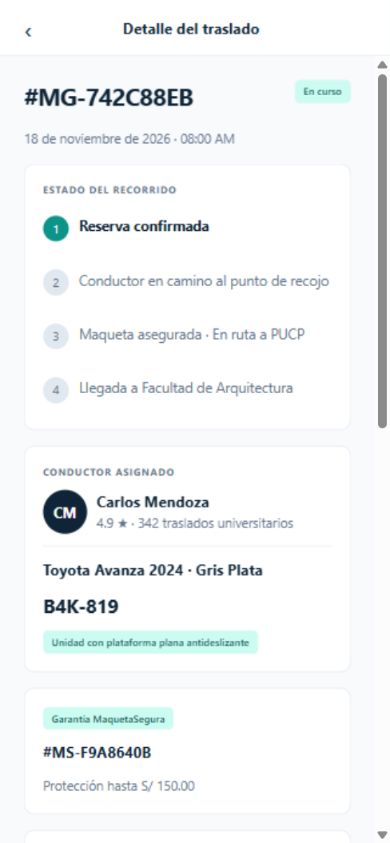 ‹ Detalle del traslado
#MG-742C88EB
En curso
18 de noviembre de 2026 · 08:00 AM
ESTADO DEL RECORRIDO
1 Reserva confirmada
2 Conductor en camino al punto de recojo
3 Maqueta asegurada · En ruta a PUCP
4 Llegada a Facultad de Arquitectura
CONDUCTOR ASIGNADO
CM
Carlos Mendoza
4.9 ★ · 342 traslados universitarios
Toyota Avanza 2024 · Gris Plata
B4K-819
Unidad con plataforma plana antideslizante
Garantía MaquetaSegura
#MS-F9A8640B
Protección hasta S/ 150.00